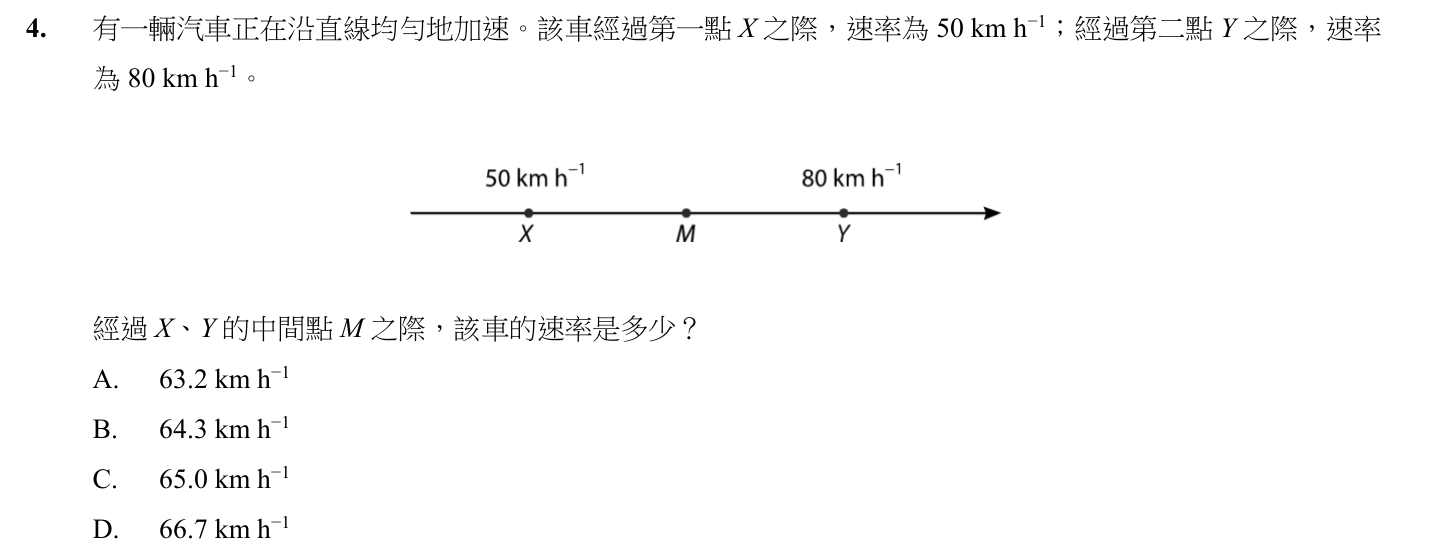 4. 有一輛汽車正在沿直線均勻地加速。該車經過第一點 X 之際，速率為 50 km h⁻¹；經過第二點 Y 之際，速率
為 80 km h⁻¹。
50 km h⁻¹ 80 km h⁻¹
X M Y
經過 X、Y 的中間點 M 之際，該車的速率是多少？
A. 63.2 km h⁻¹
B. 64.3 km h⁻¹
C. 65.0 km h⁻¹
D. 66.7 km h⁻¹